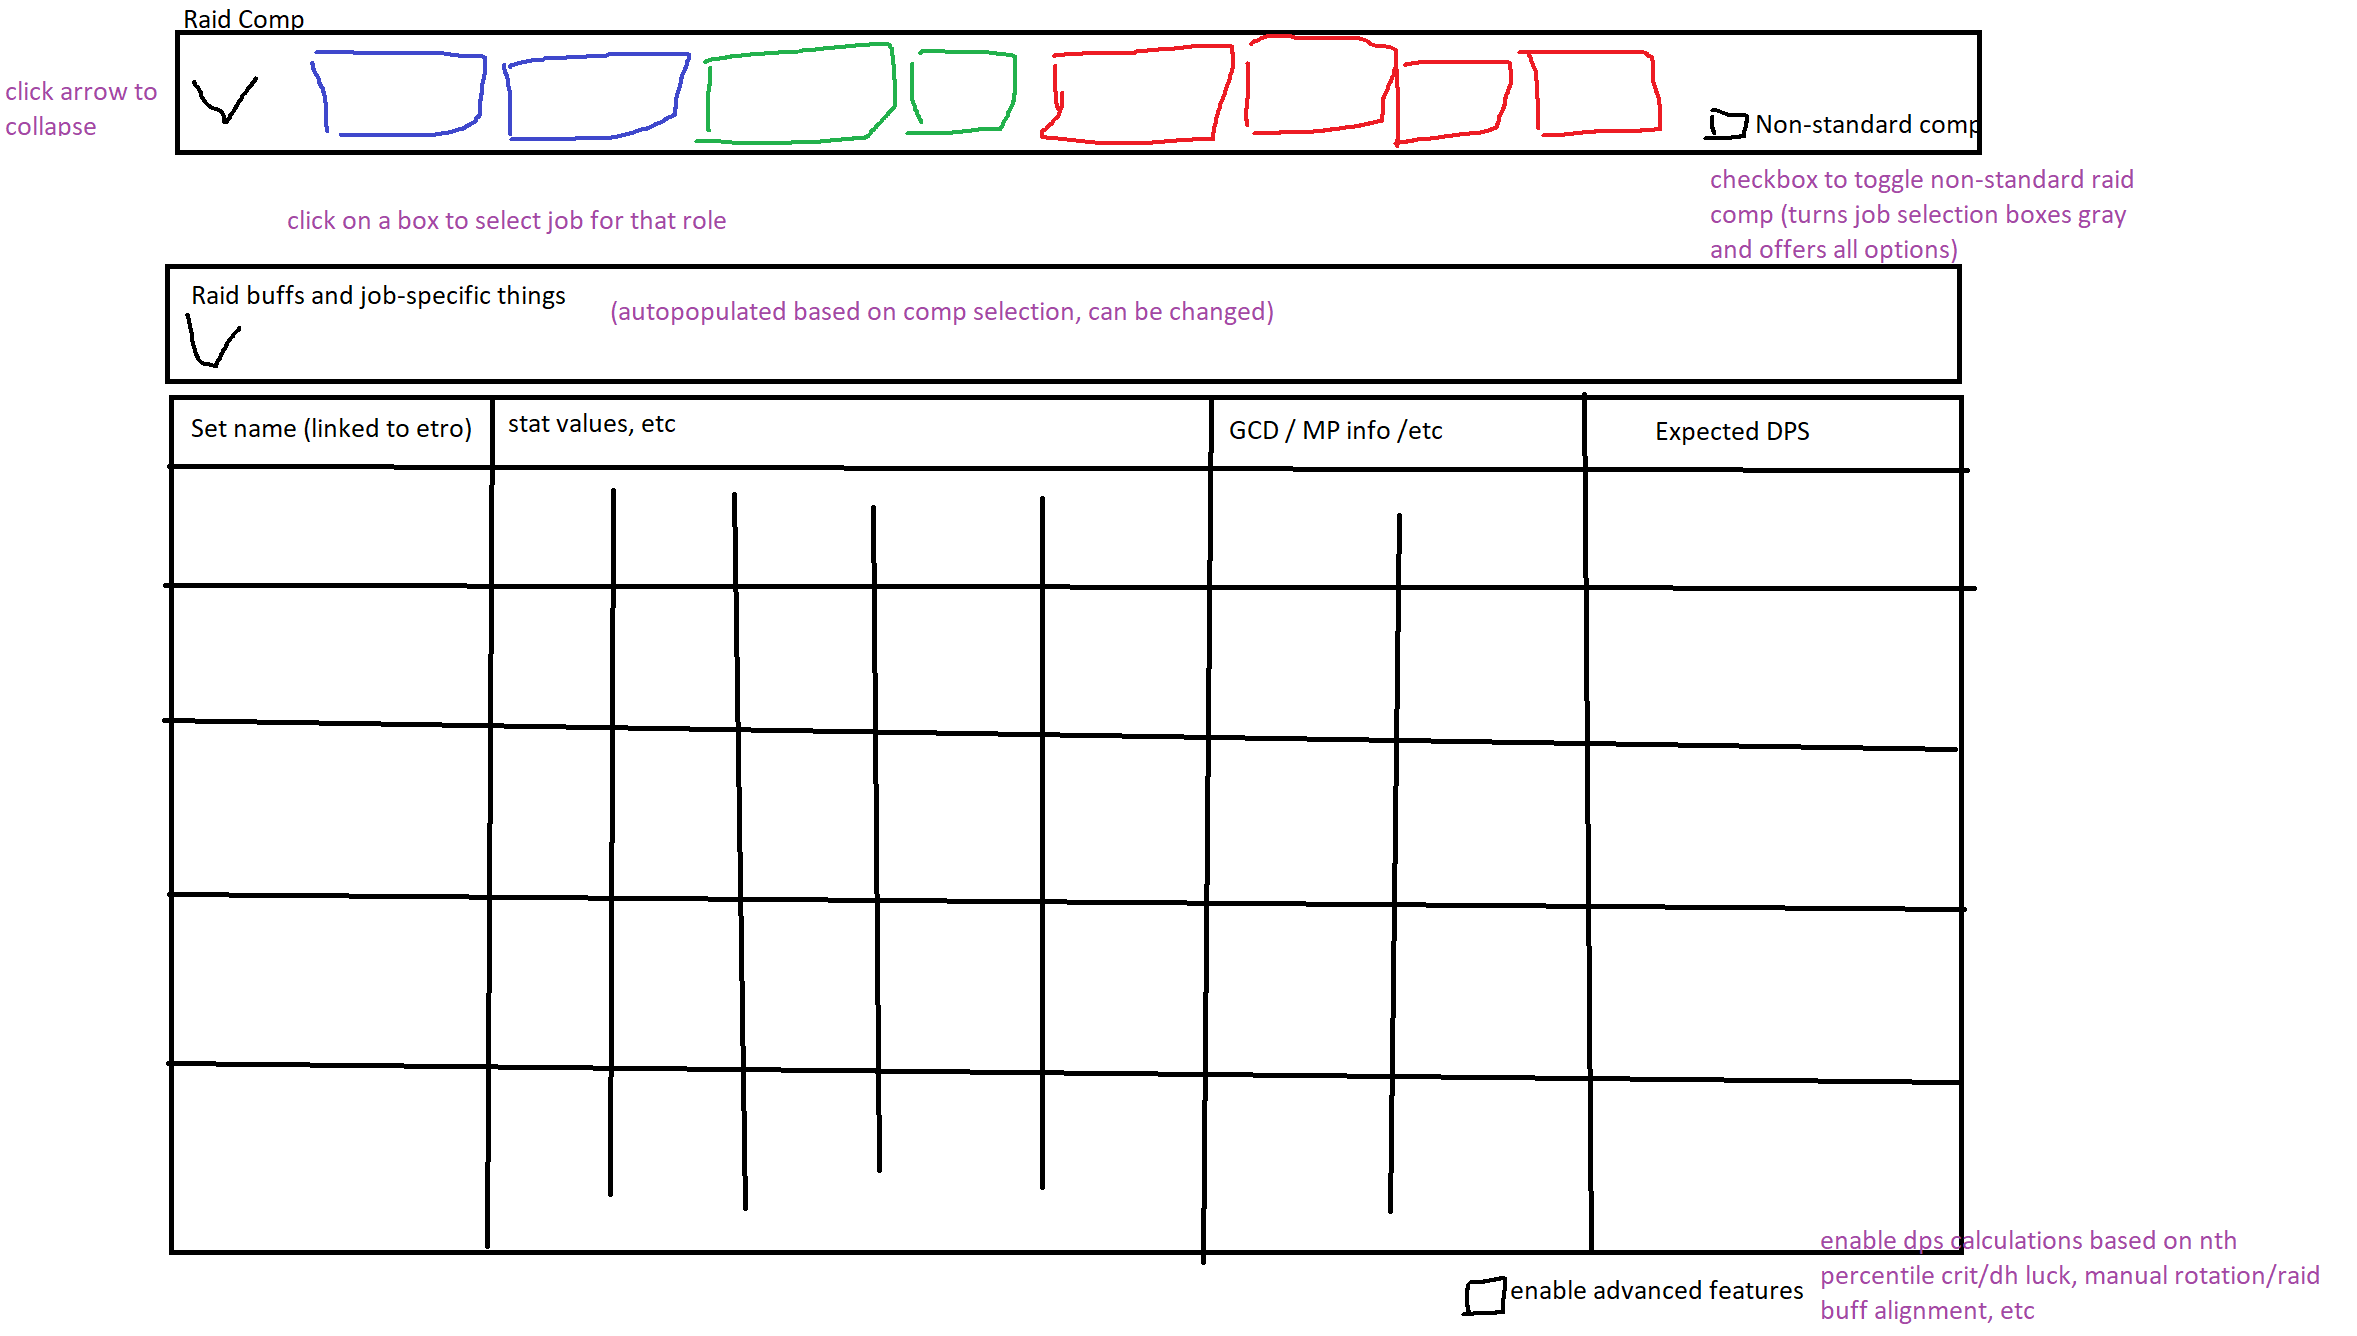 Raid Comp
click arrow to
collapse
Non-standard comp
checkbox to toggle non-standard raid
comp (turns job selection boxes gray
and offers all options)
click on a box to select job for that role
Raid buffs and job-specific things
(autopopulated based on comp selection, can be changed)
Set name (linked to etro)
stat values, etc
GCD / MP info /etc
Expected DPS
enable dps calculations based on nth
percentile crit/dh luck, manual rotation/raid
buff alignment, etc
enable advanced features